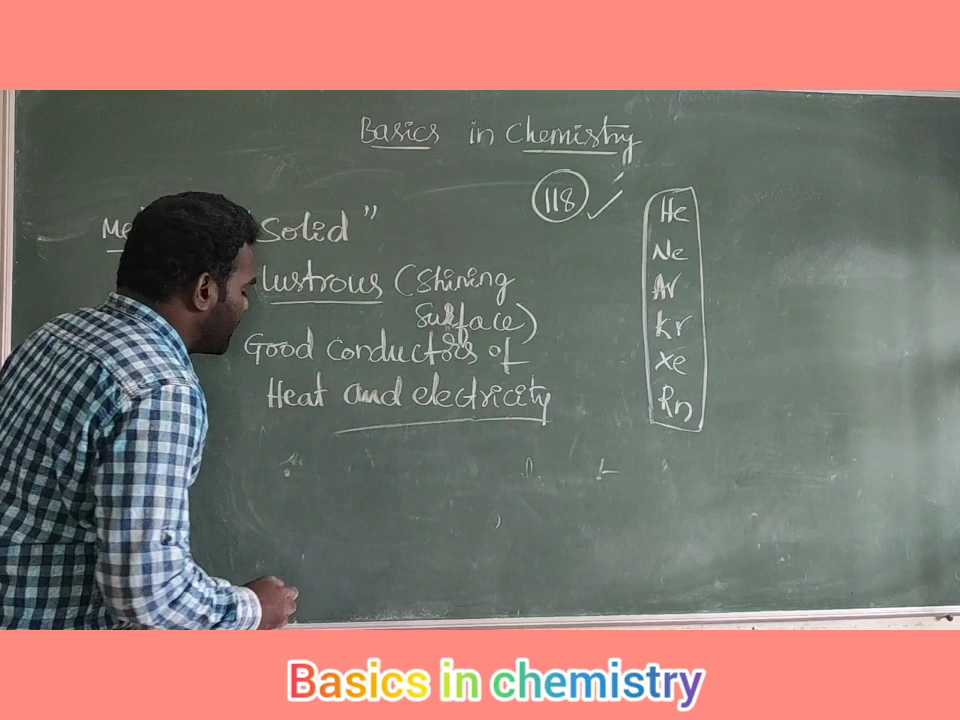 Basics in Chemistry
118
"Solid"
lustrous (Shining
Surface)
Good conductors of
Heat and electricity
He
Ne
Ar
Kr
Xe
Rn
Basics in chemistry